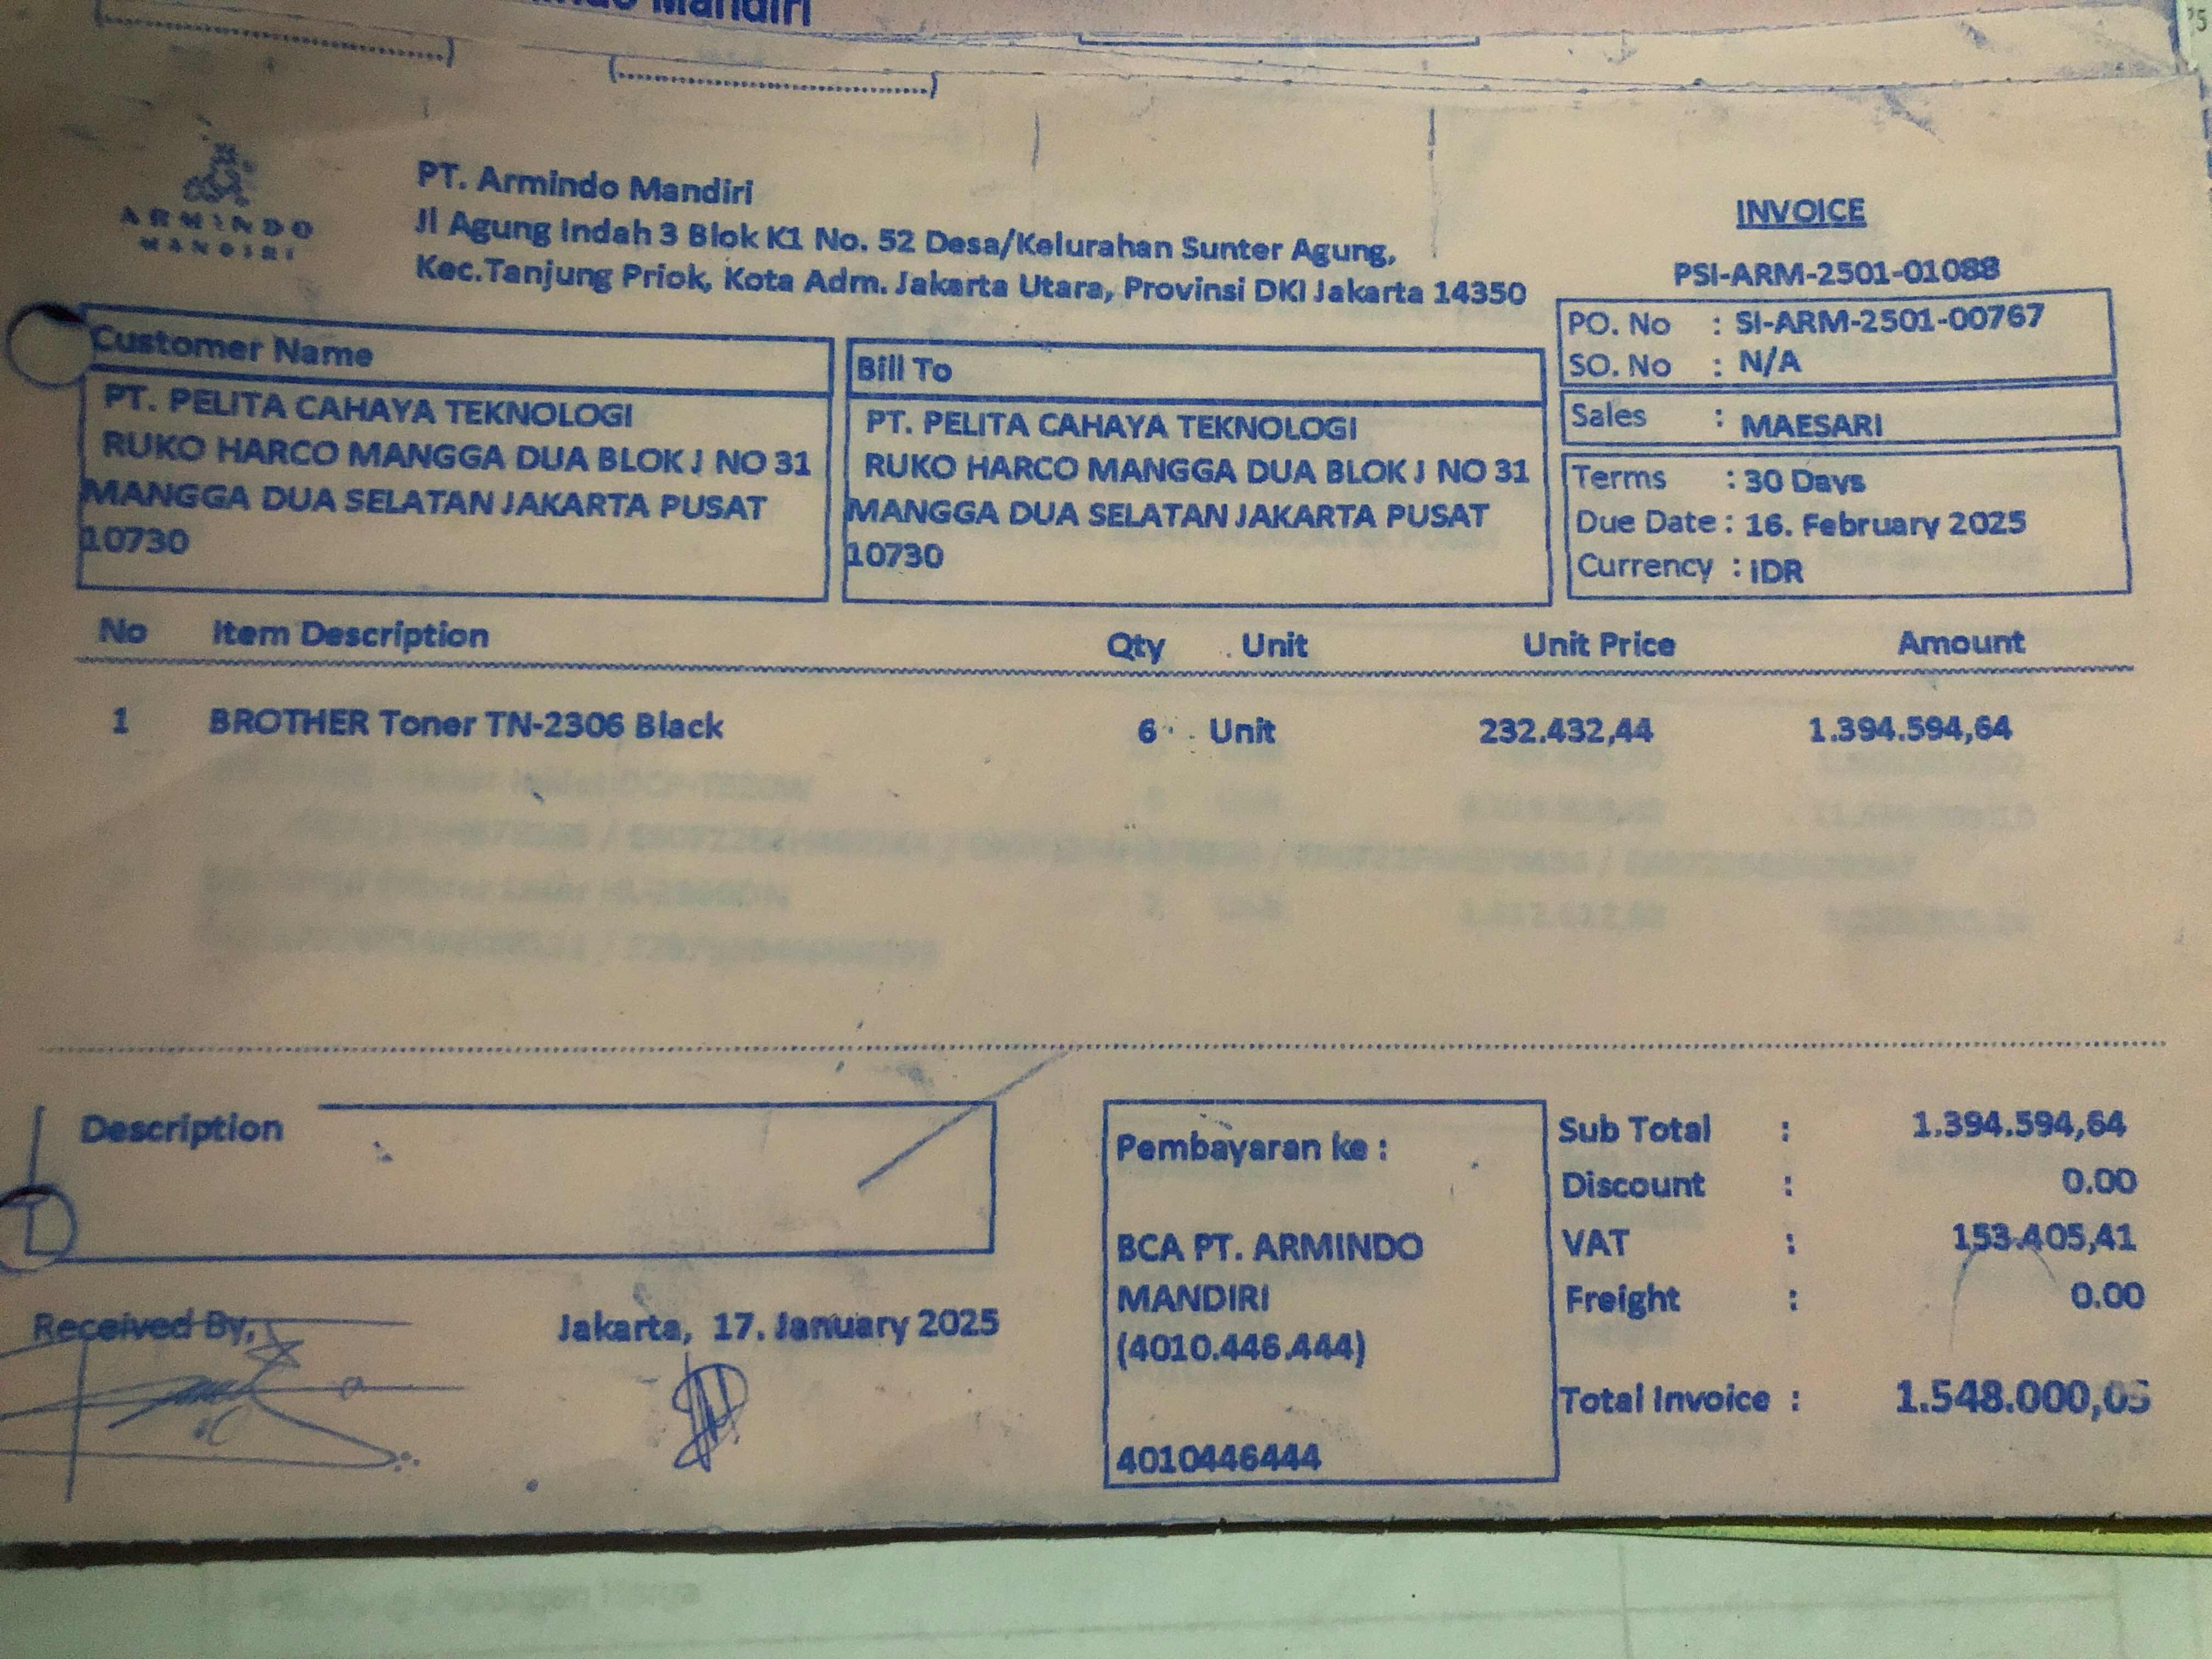 Mandiri
ARMINDO
MANDIRI
PT. Armindo Mandiri
Jl Agung Indah 3 Blok K1 No. 52 Desa/Kelurahan Sunter Agung,
Kec.Tanjung Priok, Kota Adm. Jakarta Utara, Provinsi DKI Jakarta 14350
INVOICE
PSI-ARM-2501-01088
PO. No : SI-ARM-2501-00767
SO. No : N/A
Sales : MAESARI
Terms : 30 Days
Due Date : 16. February 2025
Currency : IDR
Customer Name
PT. PELITA CAHAYA TEKNOLOGI
RUKO HARCO MANGGA DUA BLOK J NO 31
MANGGA DUA SELATAN JAKARTA PUSAT
10730
Bill To
PT. PELITA CAHAYA TEKNOLOGI
RUKO HARCO MANGGA DUA BLOK J NO 31
MANGGA DUA SELATAN JAKARTA PUSAT
10730
No Item Description Qty Unit Unit Price Amount
1 BROTHER Toner TN-2306 Black 6 Unit 232.432,44 1.394.594,64
Description
Pembayaran ke :
BCA PT. ARMINDO
MANDIRI
(4010.446.444)
4010446444
Sub Total : 1.394.594,64
Discount : 0.00
VAT : 153.405,41
Freight : 0.00
Total Invoice : 1.548.000,05
Received By,
Jakarta, 17. January 2025